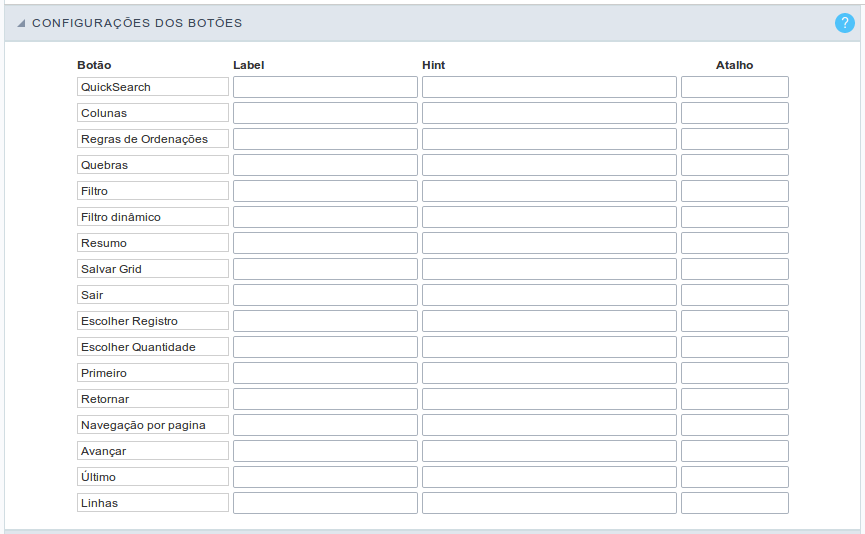 CONFIGURAÇÕES DOS BOTÕES ?
Botão Label Hint Atalho
QuickSearch
Colunas
Regras de Ordenações
Quebras
Filtro
Filtro dinâmico
Resumo
Salvar Grid
Sair
Escolher Registro
Escolher Quantidade
Primeiro
Retornar
Navegação por pagina
Avançar
Último
Linhas